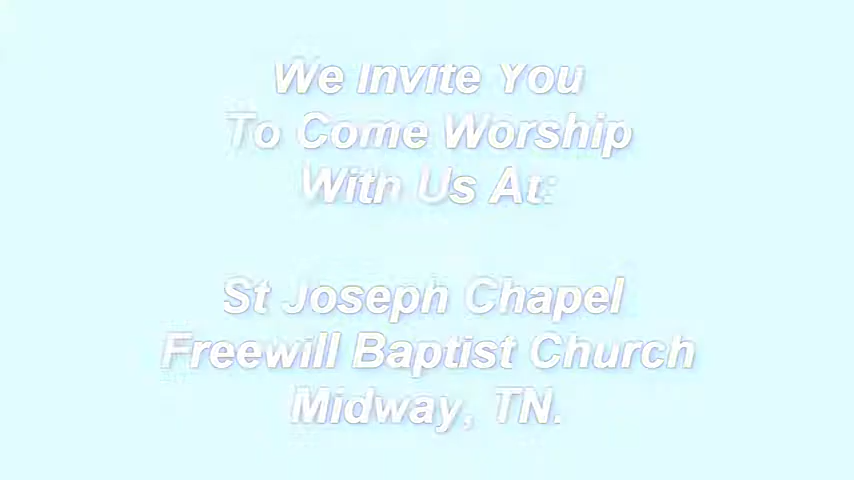 We Invite You
To Come Worship
With Us At:
St Joseph Chapel
Freewill Baptist Church
Midway, TN.